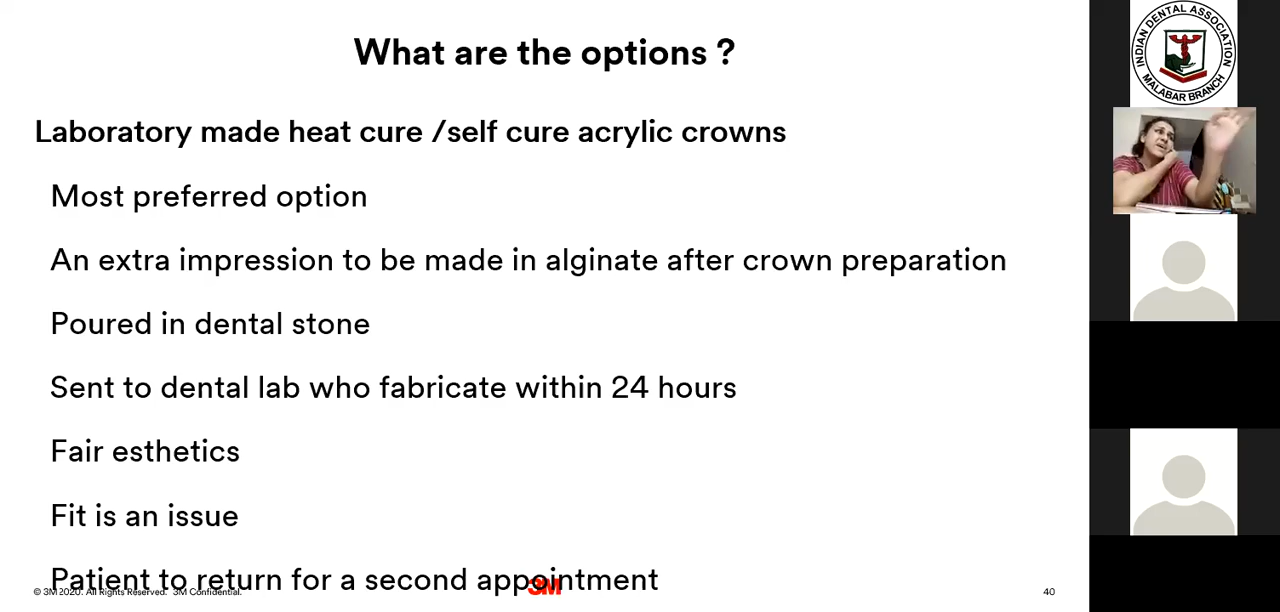 What are the options ?
Laboratory made heat cure /self cure acrylic crowns
Most preferred option
An extra impression to be made in alginate after crown preparation
Poured in dental stone
Sent to dental lab who fabricate within 24 hours
Fair esthetics
Fit is an issue
Patient to return for a second appointment
© 3M 2020. All Rights Reserved. 3M Confidential.
3M
40
INDIAN DENTAL ASSOCIATION
MALABAR BRANCH